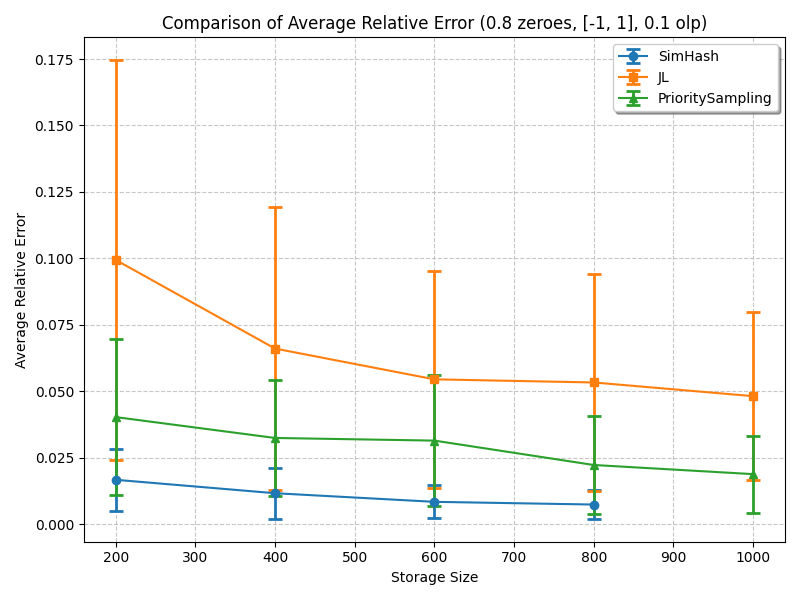 Comparison of Average Relative Error (0.8 zeroes, [-1, 1], 0.1 olp)
SimHash
JL
PrioritySampling
Average Relative Error
0.175
0.150
0.125
0.100
0.075
0.050
0.025
0.000
200 300 400 500 600 700 800 900 1000
Storage Size